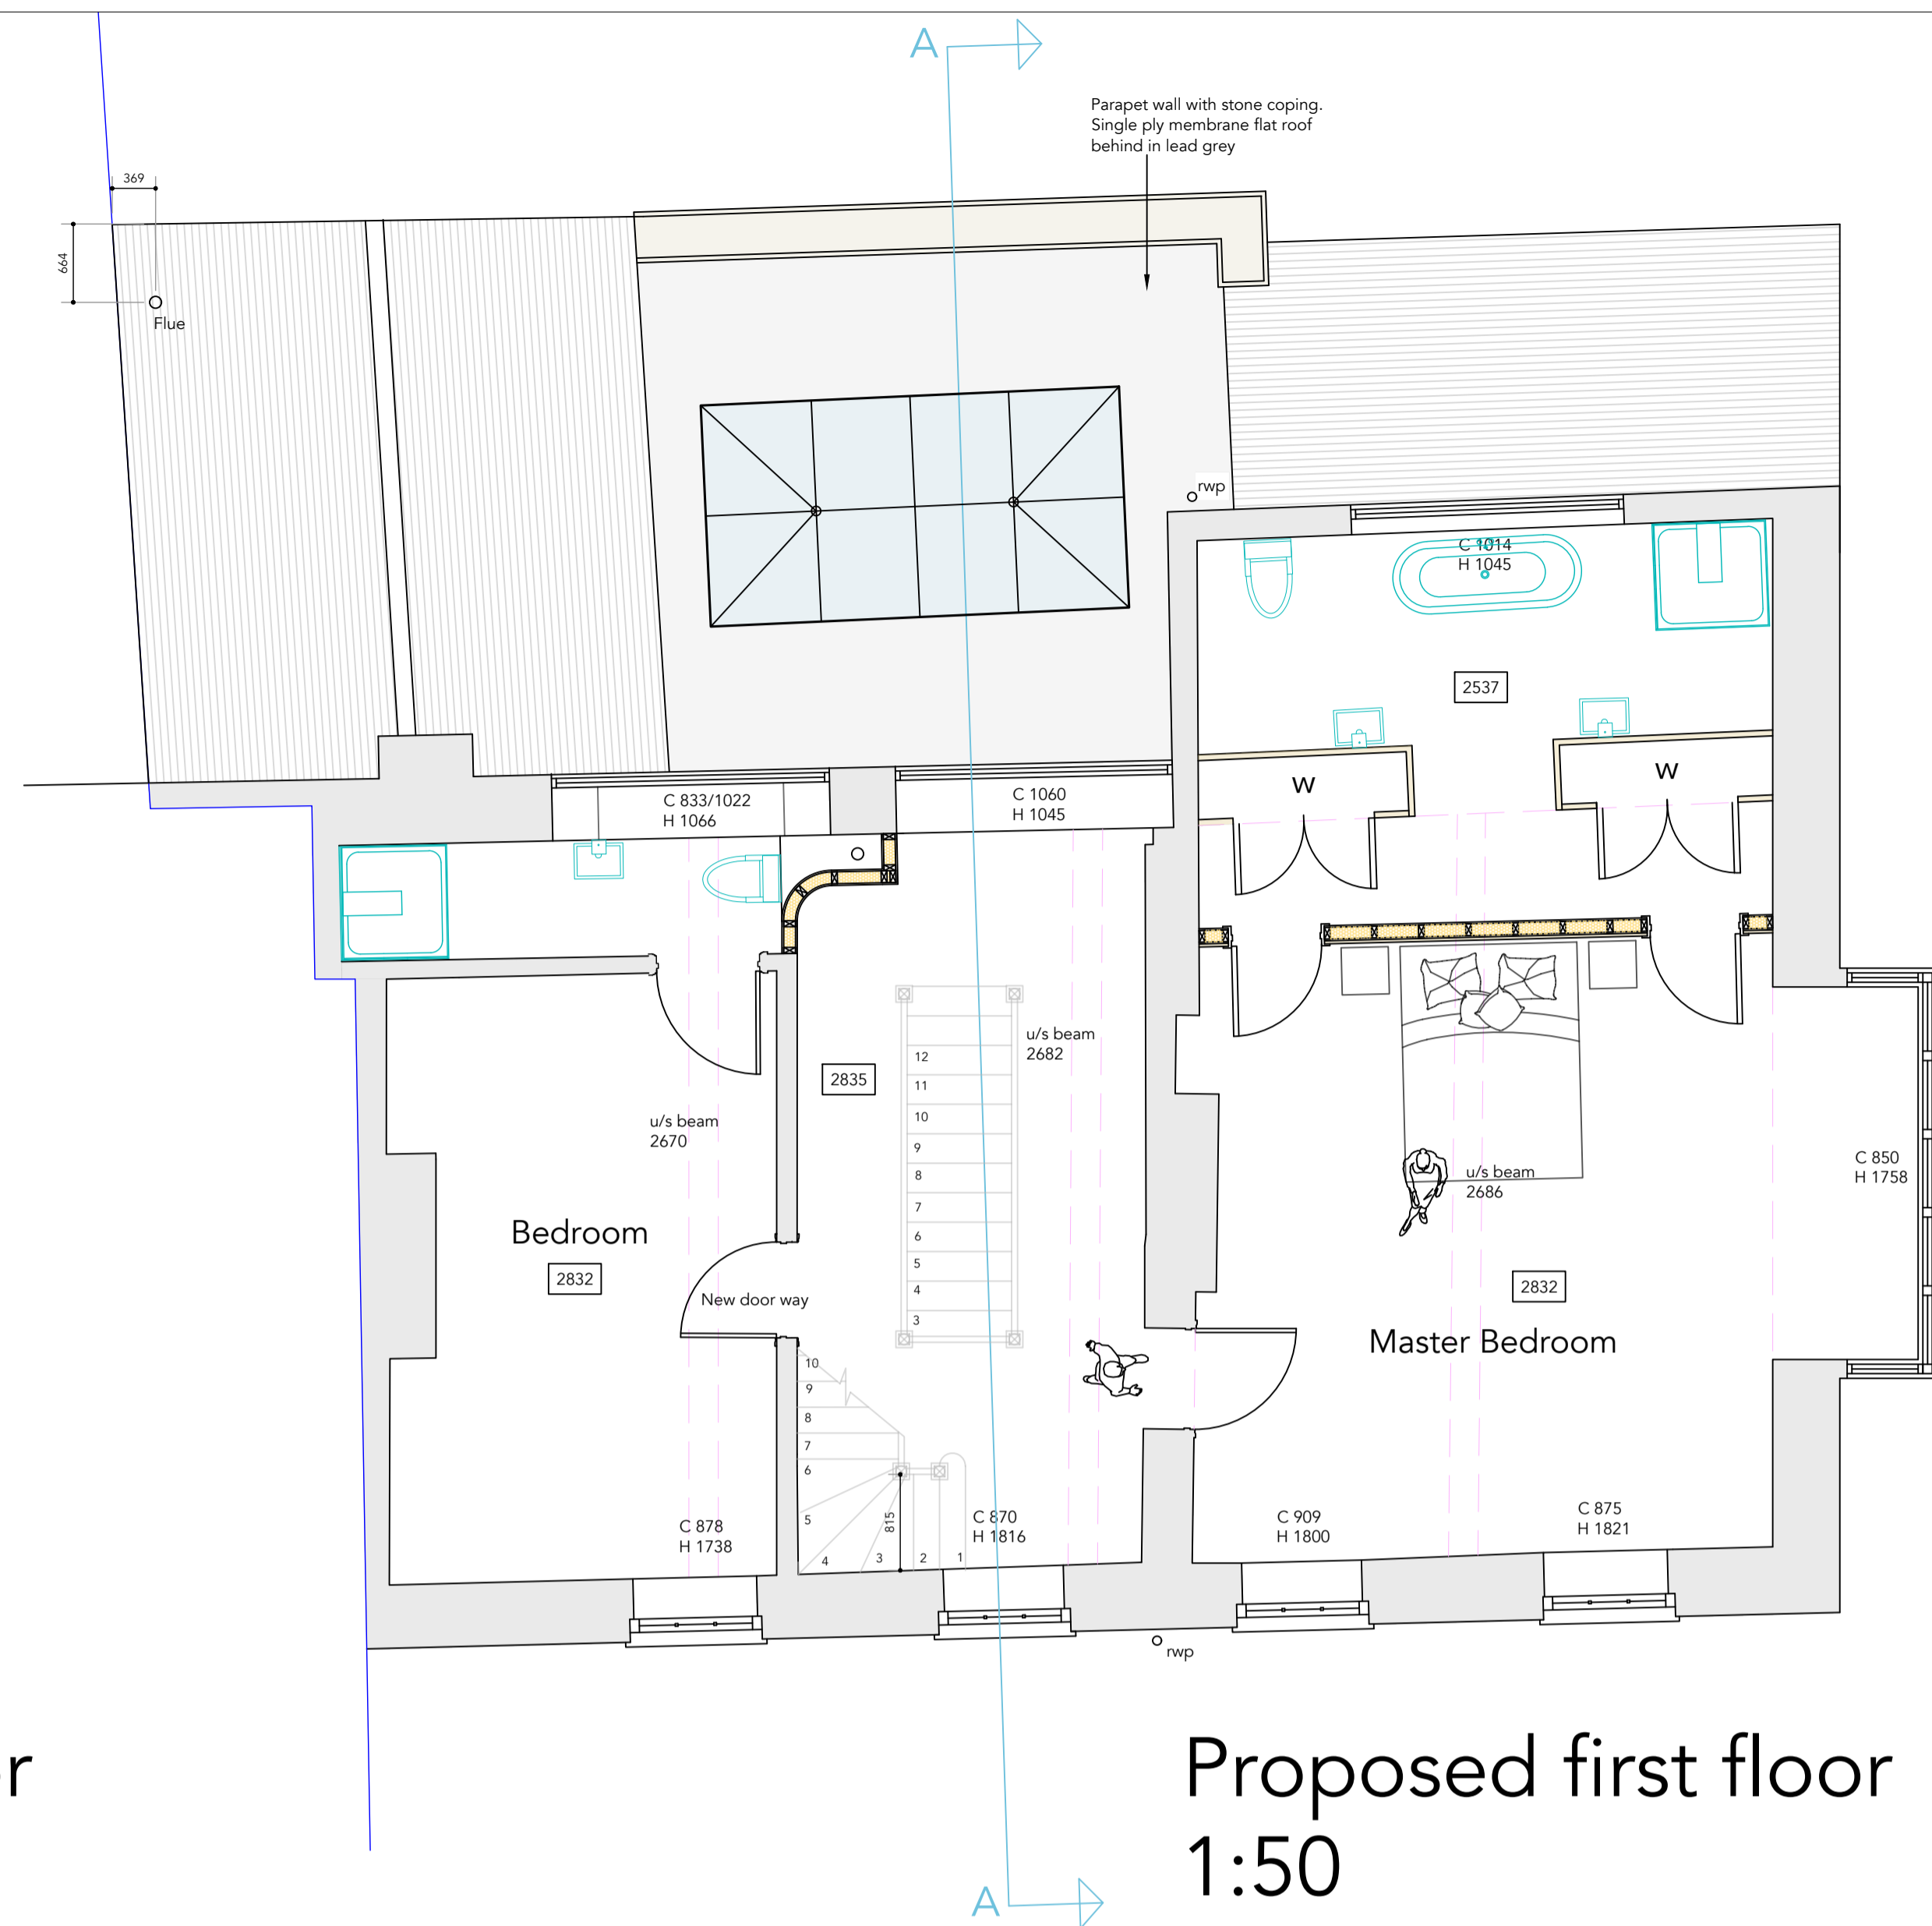 A
Parapet wall with stone coping.
Single ply membrane flat roof
behind in lead grey
369
664
Flue
rwp
C 1014
H 1045
2537
W
W
C 833/1022
H 1066
C 1060
H 1045
u/s beam
2682
12
11
10
9
8
7
6
5
4
3
2835
u/s beam
2670
Bedroom
2832
New door way
C 850
H 1758
u/s beam
2686
2832
Master Bedroom
10
9
8
7
6
5
4
3
2
1
815
C 878
H 1738
C 870
H 1816
C 909
H 1800
C 875
H 1821
rwp
r
Proposed first floor
1:50
A